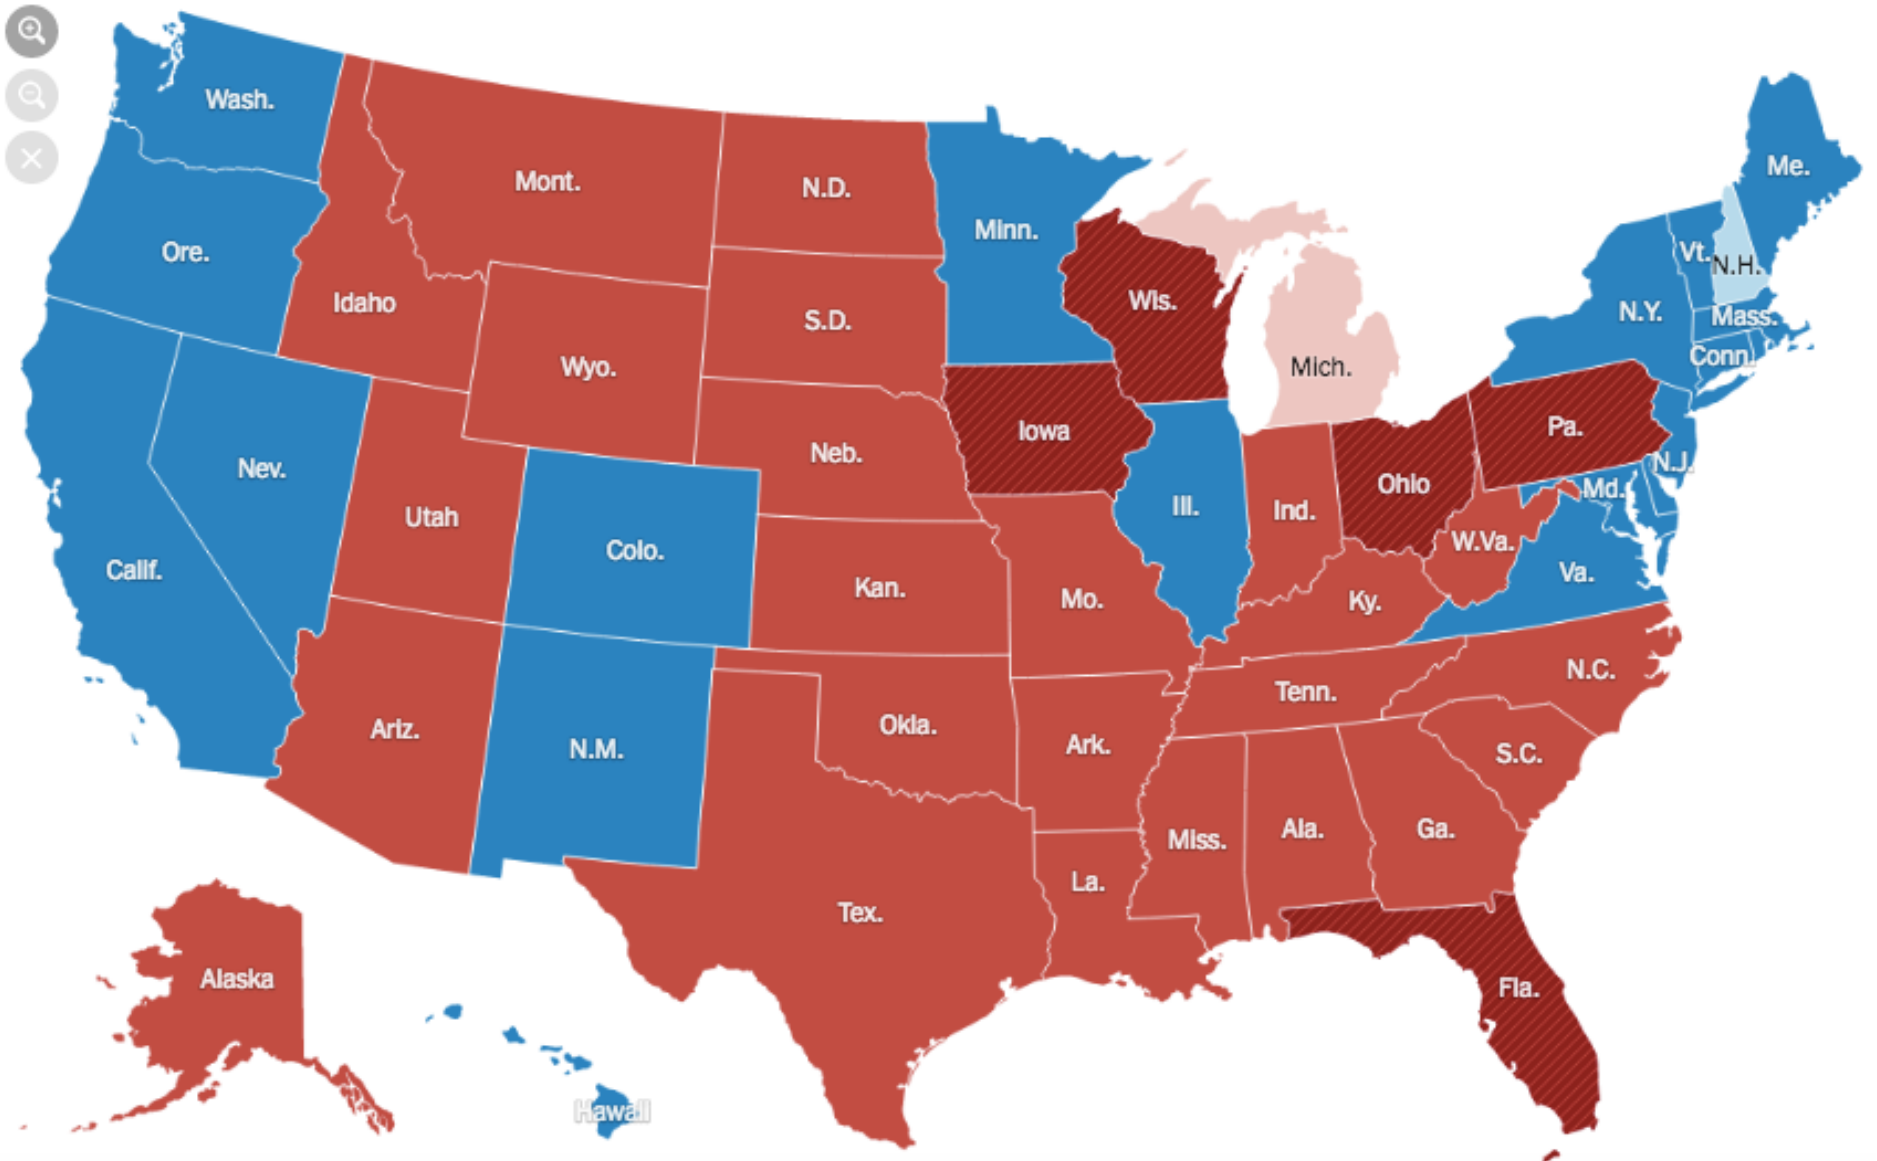 Wash.
Me.
Mont.
N.D.
Minn.
Ore.
Vt.
N.H.
Idaho
Wis.
N.Y.
Mass.
S.D.
Conn.
Wyo.
Mich.
Pa.
Iowa
Neb.
Nev.
N.J.
Ohio
Md.
Utah
Ill.
Ind.
W.Va.
Colo.
Calif.
Va.
Kan.
Mo.
Ky.
N.C.
Tenn.
Ariz.
Okla.
Ark.
N.M.
S.C.
Miss.
Ala.
Ga.
La.
Tex.
Alaska
Fla.
Hawaii